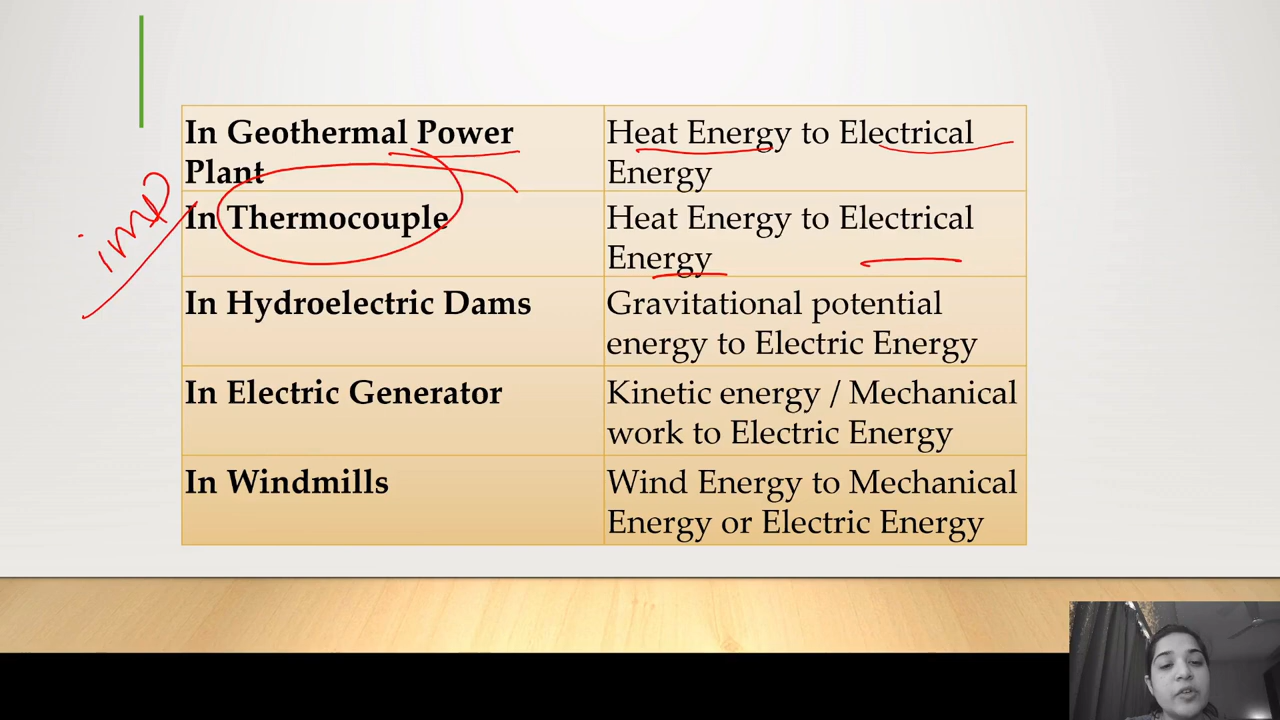 In Geothermal Power
Plant
Heat Energy to Electrical
Energy
imp
In Thermocouple
Heat Energy to Electrical
Energy
In Hydroelectric Dams
Gravitational potential
energy to Electric Energy
In Electric Generator
Kinetic energy / Mechanical
work to Electric Energy
In Windmills
Wind Energy to Mechanical
Energy or Electric Energy